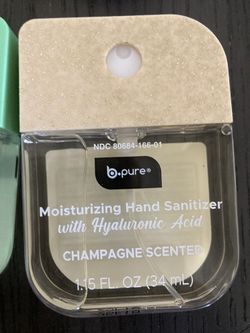 NDC 80684-166-01
b.pure®
Moisturizing Hand Sanitizer
with Hyaluronic Acid
CHAMPAGNE SCENTED
1.15 FL. OZ (34 mL)